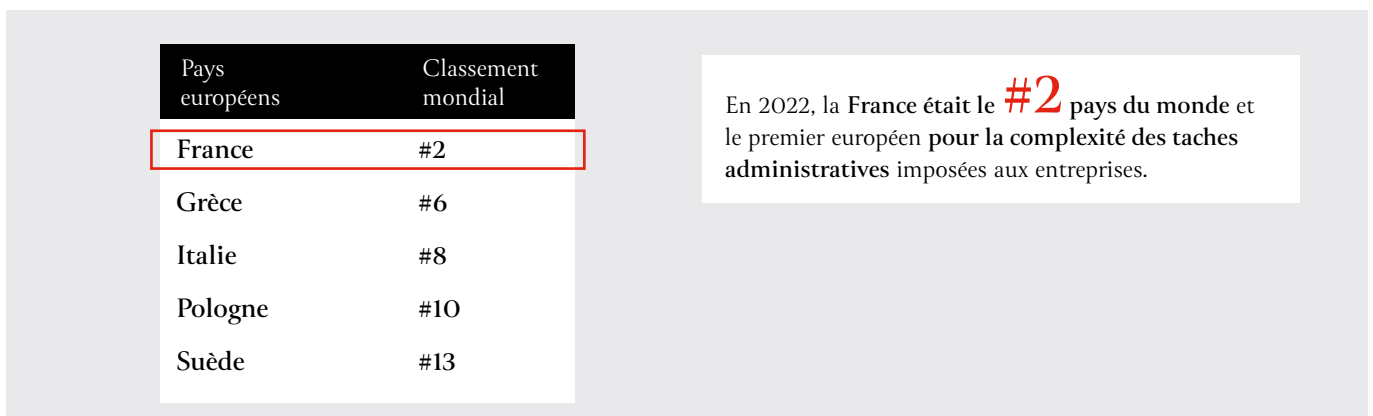 Pays européens
Classement mondial
France #2
Grèce #6
Italie #8
Pologne #10
Suède #13
En 2022, la France était le #2 pays du monde et
le premier européen pour la complexité des taches
administratives imposées aux entreprises.